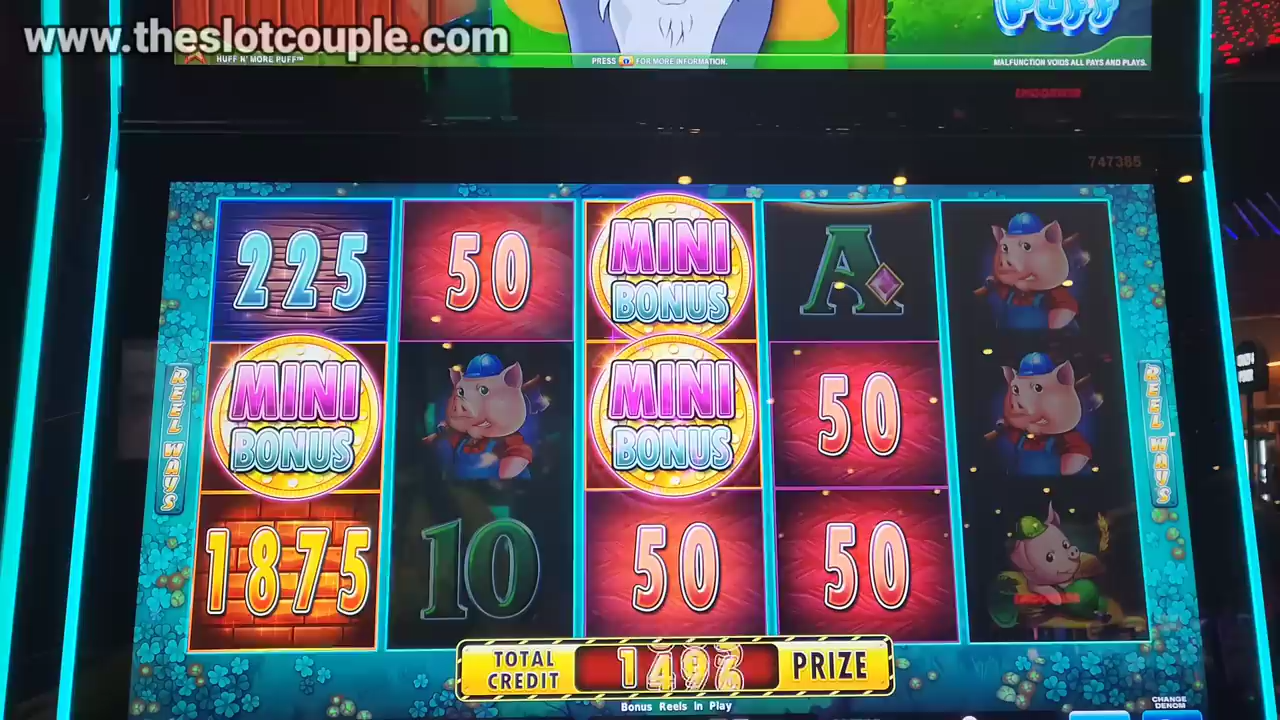 www.theslotcouple.com
HUFF N' MORE PUFF™
PRESS FOR MORE INFORMATION.
PUFF
MALFUNCTION VOIDS ALL PAYS AND PLAYS.
747385
225
50
MINI
BONUS
A
REEL WAYS
MINI
BONUS
MINI
BONUS
50
REEL WAYS
1875
10
50
50
TOTAL
CREDIT
PRIZE
Bonus Reels In Play
CHANGE
DENOM